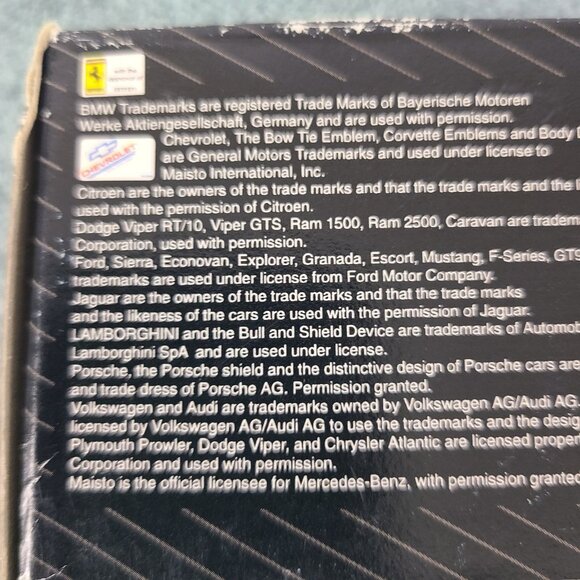 with the
BMW Trademarks are registered Trade Marks of Bayerische Motoren
Werke Aktiengesellschaft, Germany and are used with permission.
CHEVROLET
Chevrolet, The Bow Tie Emblem, Corvette Emblems and Body
are General Motors Trademarks and used under license to
Maisto International, Inc.
Citroen are the owners of the trade marks and that the trade marks and the
used with the permission of Citroen.
Dodge Viper RT/10, Viper GTS, Ram 1500, Ram 2500, Caravan are tradem
Corporation, used with permission.
Ford, Sierra, Econovan, Explorer, Granada, Escort, Mustang, F-Series, GT9
trademarks are used under license from Ford Motor Company.
Jaguar are the owners of the trade marks and that the trade marks
and the likeness of the cars are used with the permission of Jaguar.
LAMBORGHINI and the Bull and Shield Device are trademarks of Automob
Lamborghini SpA and are used under license.
Porsche, the Porsche shield and the distinctive design of Porsche cars are
and trade dress of Porsche AG. Permission granted.
Volkswagen and Audi are trademarks owned by Volkswagen AG/Audi AG.
licensed by Volkswagen AG/Audi AG to use the trademarks and the desig
Plymouth Prowler, Dodge Viper, and Chrysler Atlantic are licensed proper
Corporation and used with permission.
Maisto is the official licensee for Mercedes-Benz, with permission granted